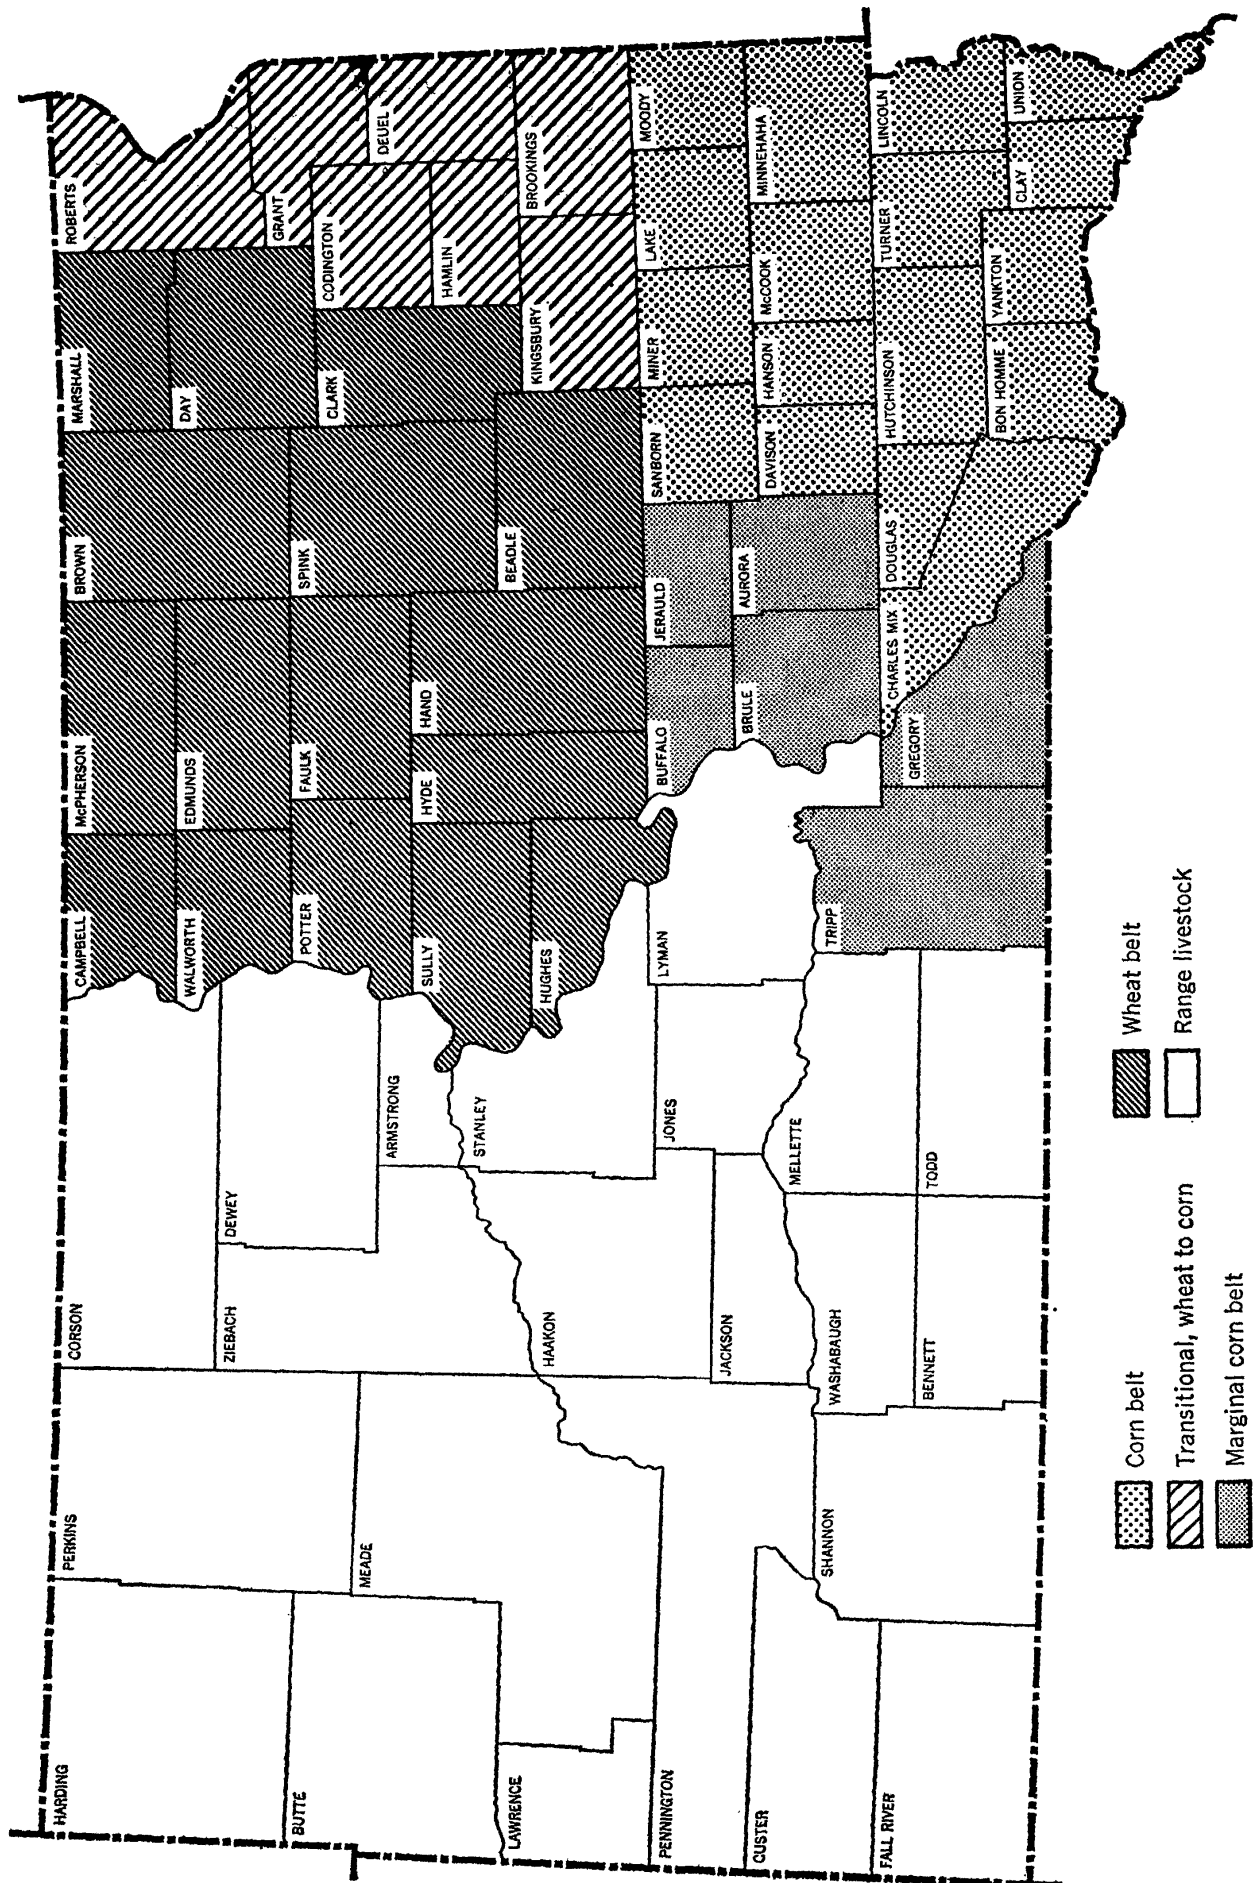 HARDING
PERKINS
CORSON
CAMPBELL
McPHERSON
BROWN
MARSHALL
ROBERTS
WALWORTH
EDMUNDS
DAY
GRANT
BUTTE
MEADE
ZIEBACH
DEWEY
POTTER
FAULK
SPINK
CLARK
CODINGTON
DEUEL
ARMSTRONG
SULLY
HYDE
HAND
HAMLIN
LAWRENCE
HAAKON
STANLEY
HUGHES
BEADLE
KINGSBURY
BROOKINGS
PENNINGTON
JONES
LYMAN
BUFFALO
JERAULD
SANBORN
MINER
LAKE
MOODY
JACKSON
BRULE
AURORA
DAVISON
HANSON
McCOOK
MINNEHAHA
CUSTER
SHANNON
WASHABAUGH
MELLETTE
TRIPP
GREGORY
CHARLES MIX
DOUGLAS
HUTCHINSON
TURNER
LINCOLN
FALL RIVER
BENNETT
TODD
BON HOMME
YANKTON
CLAY
UNION
Corn belt
Transitional, wheat to corn
Marginal corn belt
Wheat belt
Range livestock